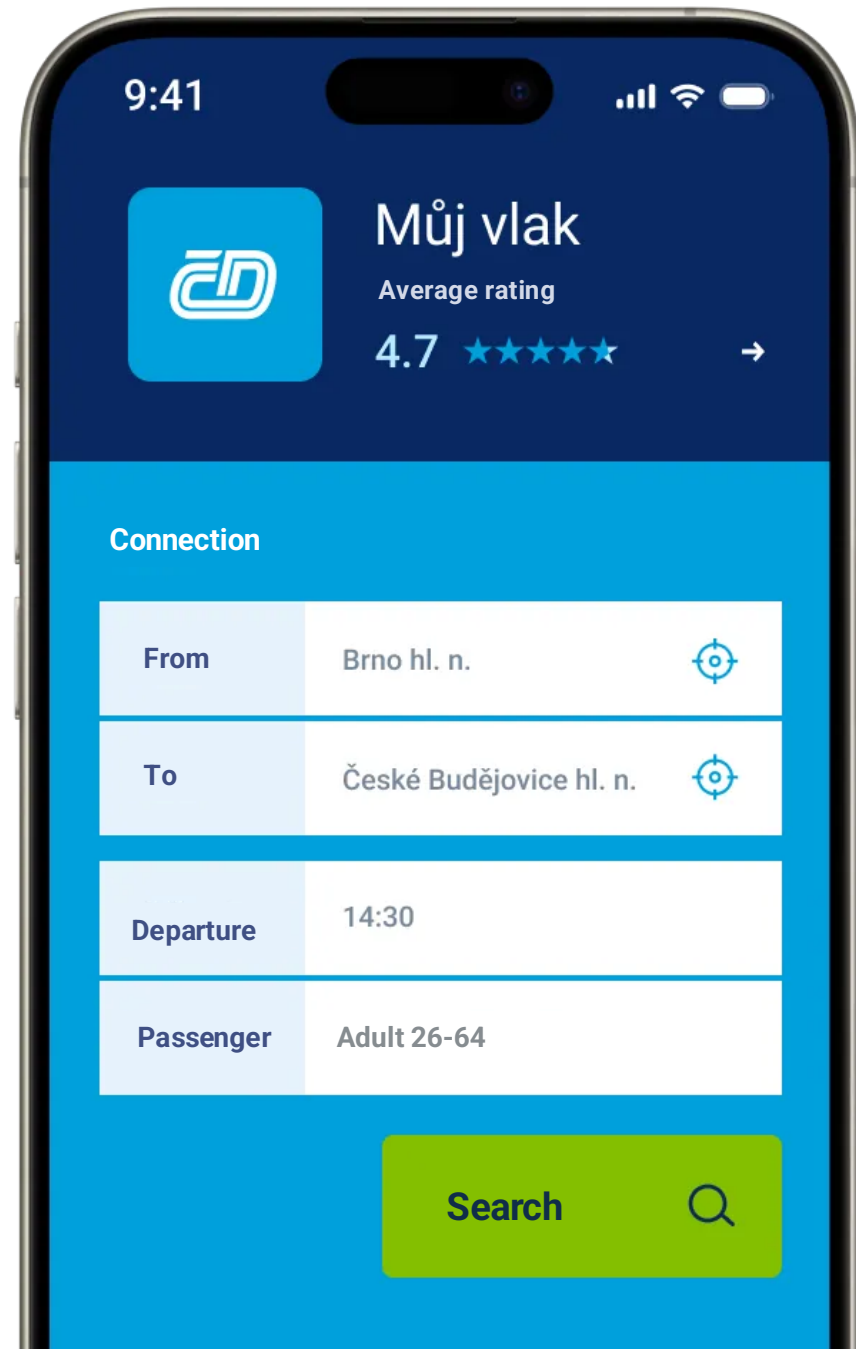 9:41
ČD
Můj vlak
Average rating
4.7
Connection
From Brno hl. n.
To České Budějovice hl. n.
Departure 14:30
Passenger Adult 26-64
Search